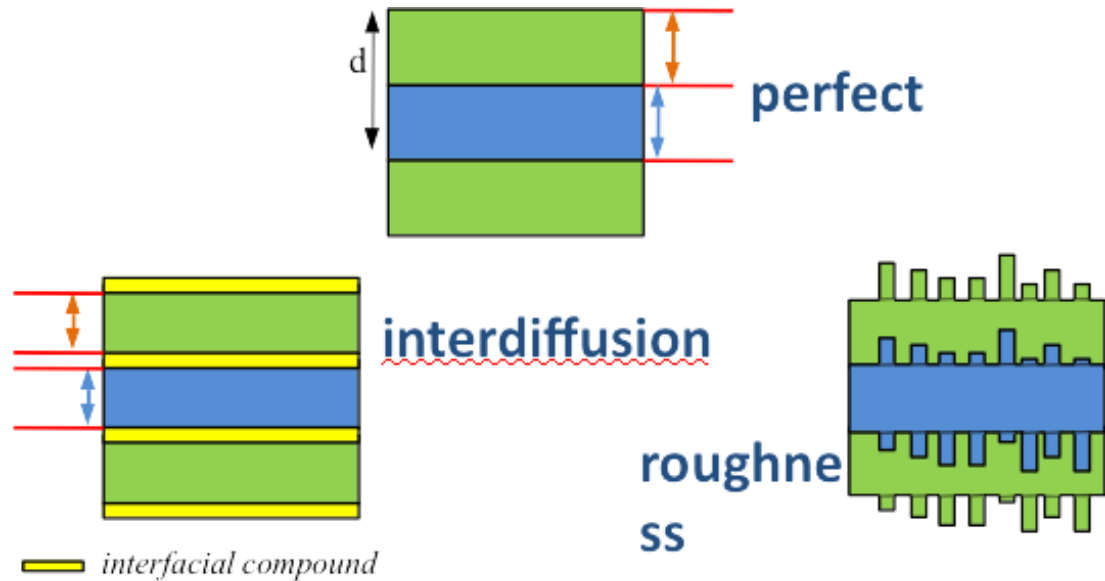 d
perfect
interdiffusion
roughne
ss
interfacial compound